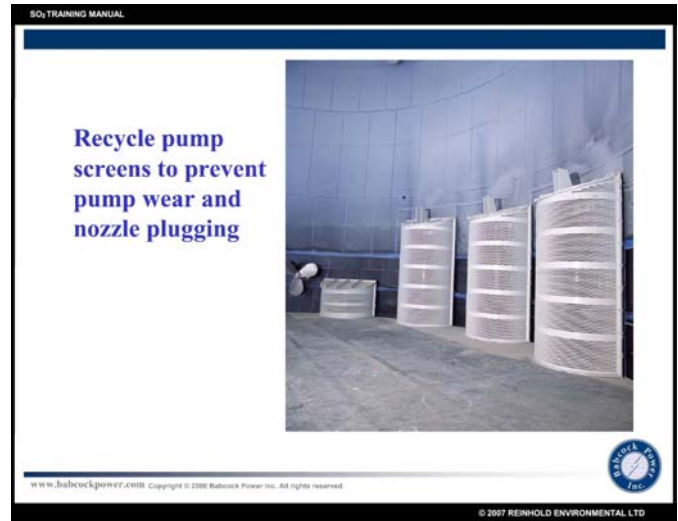 SO₂ TRAINING MANUAL
Recycle pump
screens to prevent
pump wear and
nozzle plugging
Babcock Power
Inc.
www.babcockpower.com Copyright © 2006 Babcock Power Inc. All rights reserved.
© 2007 REINHOLD ENVIRONMENTAL LTD